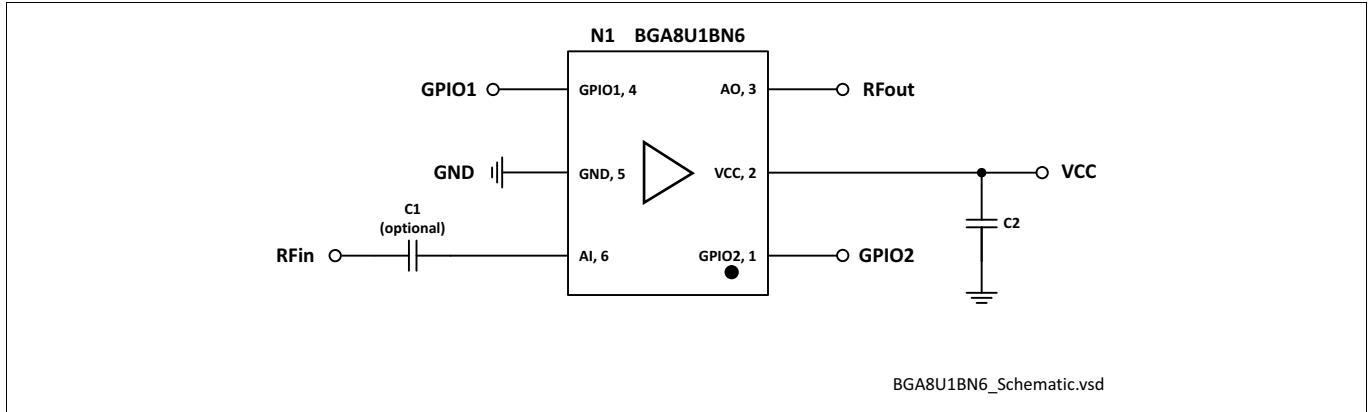 N1 BGA8U1BN6
GPIO1
GPIO1, 4
AO, 3
RFout
GND
GND, 5
VCC, 2
VCC
C1
(optional)
C2
RFin
AI, 6
GPIO2, 1
GPIO2
BGA8U1BN6_Schematic.vsd